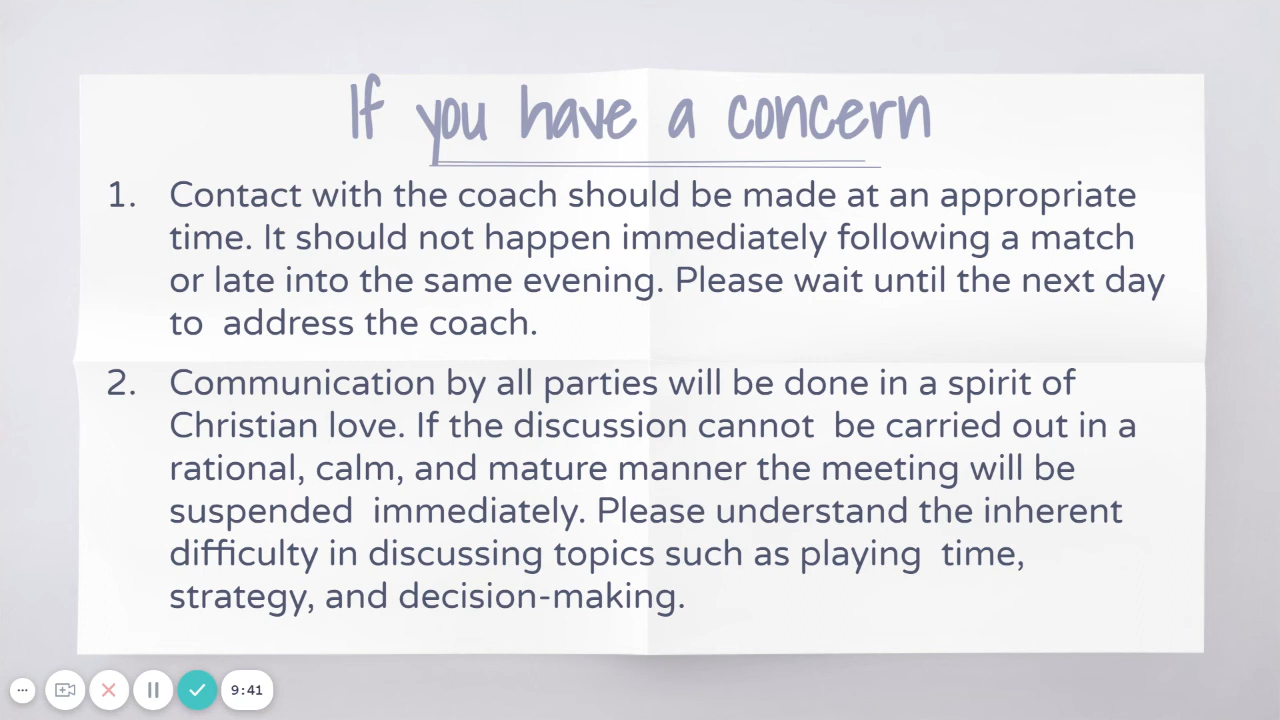 If you have a concern
1. Contact with the coach should be made at an appropriate
time. It should not happen immediately following a match
or late into the same evening. Please wait until the next day
to  address the coach.
2. Communication by all parties will be done in a spirit of
Christian love. If the discussion cannot  be carried out in a
rational, calm, and mature manner the meeting will be
suspended  immediately. Please understand the inherent
difficulty in discussing topics such as playing  time,
strategy, and decision-making.
9:41